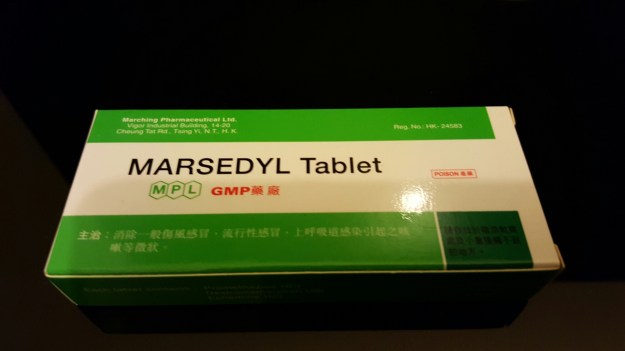 Marching Pharmaceutical Ltd.
Vigor Industrial Building, 14-20
Cheung Tat Rd., Tsing Yi, N.T., H. K.
Reg. No.: HK- 24583
MARSEDYL Tablet
POISON 毒藥
MPL GMP藥廠
主治：消除一般傷風感冒，流行性感冒，上呼吸道感染引起之咳
嗽等徵狀。